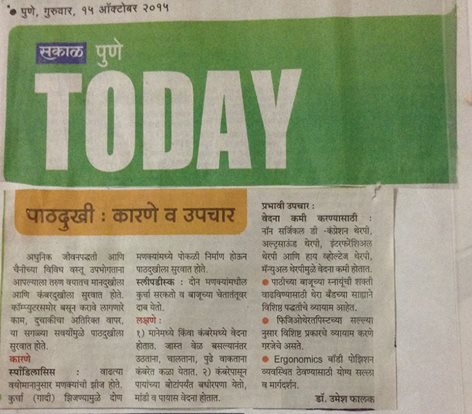 पुणे, गुरुवार, १५ ऑक्टोबर २०१५
सकाळ पुणे
TODAY
पाठदुखी : कारणे व उपचार
आधुनिक जीवनपद्धती आणि
चैनीच्या विविध वस्तू उपभोगताना
आपल्याला तरुण वयातच मानदुखीला
आणि कंबरदुखीला सुरवात होते.
कॉम्प्युटरसमोर बसून करावे लागणारे
काम, दुचाकीचा अतिरिक्त वापर,
या सगळ्या सवयींमुळे पाठदुखीला
सुरवात होते.
कारणे
स्पाँडिलासिस : वाढत्या
वयोमानानुसार मणक्यांची झीज होते.
कुर्चा (गादी) झिजण्यामुळे दोण
मणक्यांमध्ये पोकळी निर्माण होऊन
पाठदुखीला सुरवात होते.
स्लीपडीस्क : दोन मणक्यांमधील
कुर्चा सरकते व बाजूच्या चेतातंतूवर
दाब येतो.
लक्षणे :
१) मानेमध्ये किंवा कंबरेमध्ये वेदना
होतात. जास्त वेळ बसल्यानंतर
उठताना, चालताना, पुढे वाकताना
कंबरेत कळा येतात. २) कंबरेपासून
पायांच्या बोटांपर्यंत बधीरपणा येतो,
मांडी व पायास वेदना होतात.
प्रभावी उपचार :
वेदना कमी करण्यासाठी :
नॉन सर्जिकल डी -कंप्रेशन थेरपी,
अल्ट्रासाऊंड थेरपी, इंटरफेरेंशिअल
थेरपी आणि हाय व्होल्टेज थेरपी,
मॅन्युअल थेरपीमुळे वेदना कमी होतात.
● पाठीच्या बाजूच्या स्नायूंची शक्ती
वाढविण्यासाठी थेरा बँडच्या साह्याने
विशिष्ट पद्धतीचे व्यायाम आहेत.
● फिजिओथेरपिस्टच्या सल्ल्या
नुसार विशिष्ट प्रकारचे व्यायाम करणे
गरजेचे असते.
● Ergonomics बॉडी पोझिशन
व्यवस्थित ठेवण्यासाठी योग्य सल्ला
व मार्गदर्शन.
डॉ. उमेश फालक